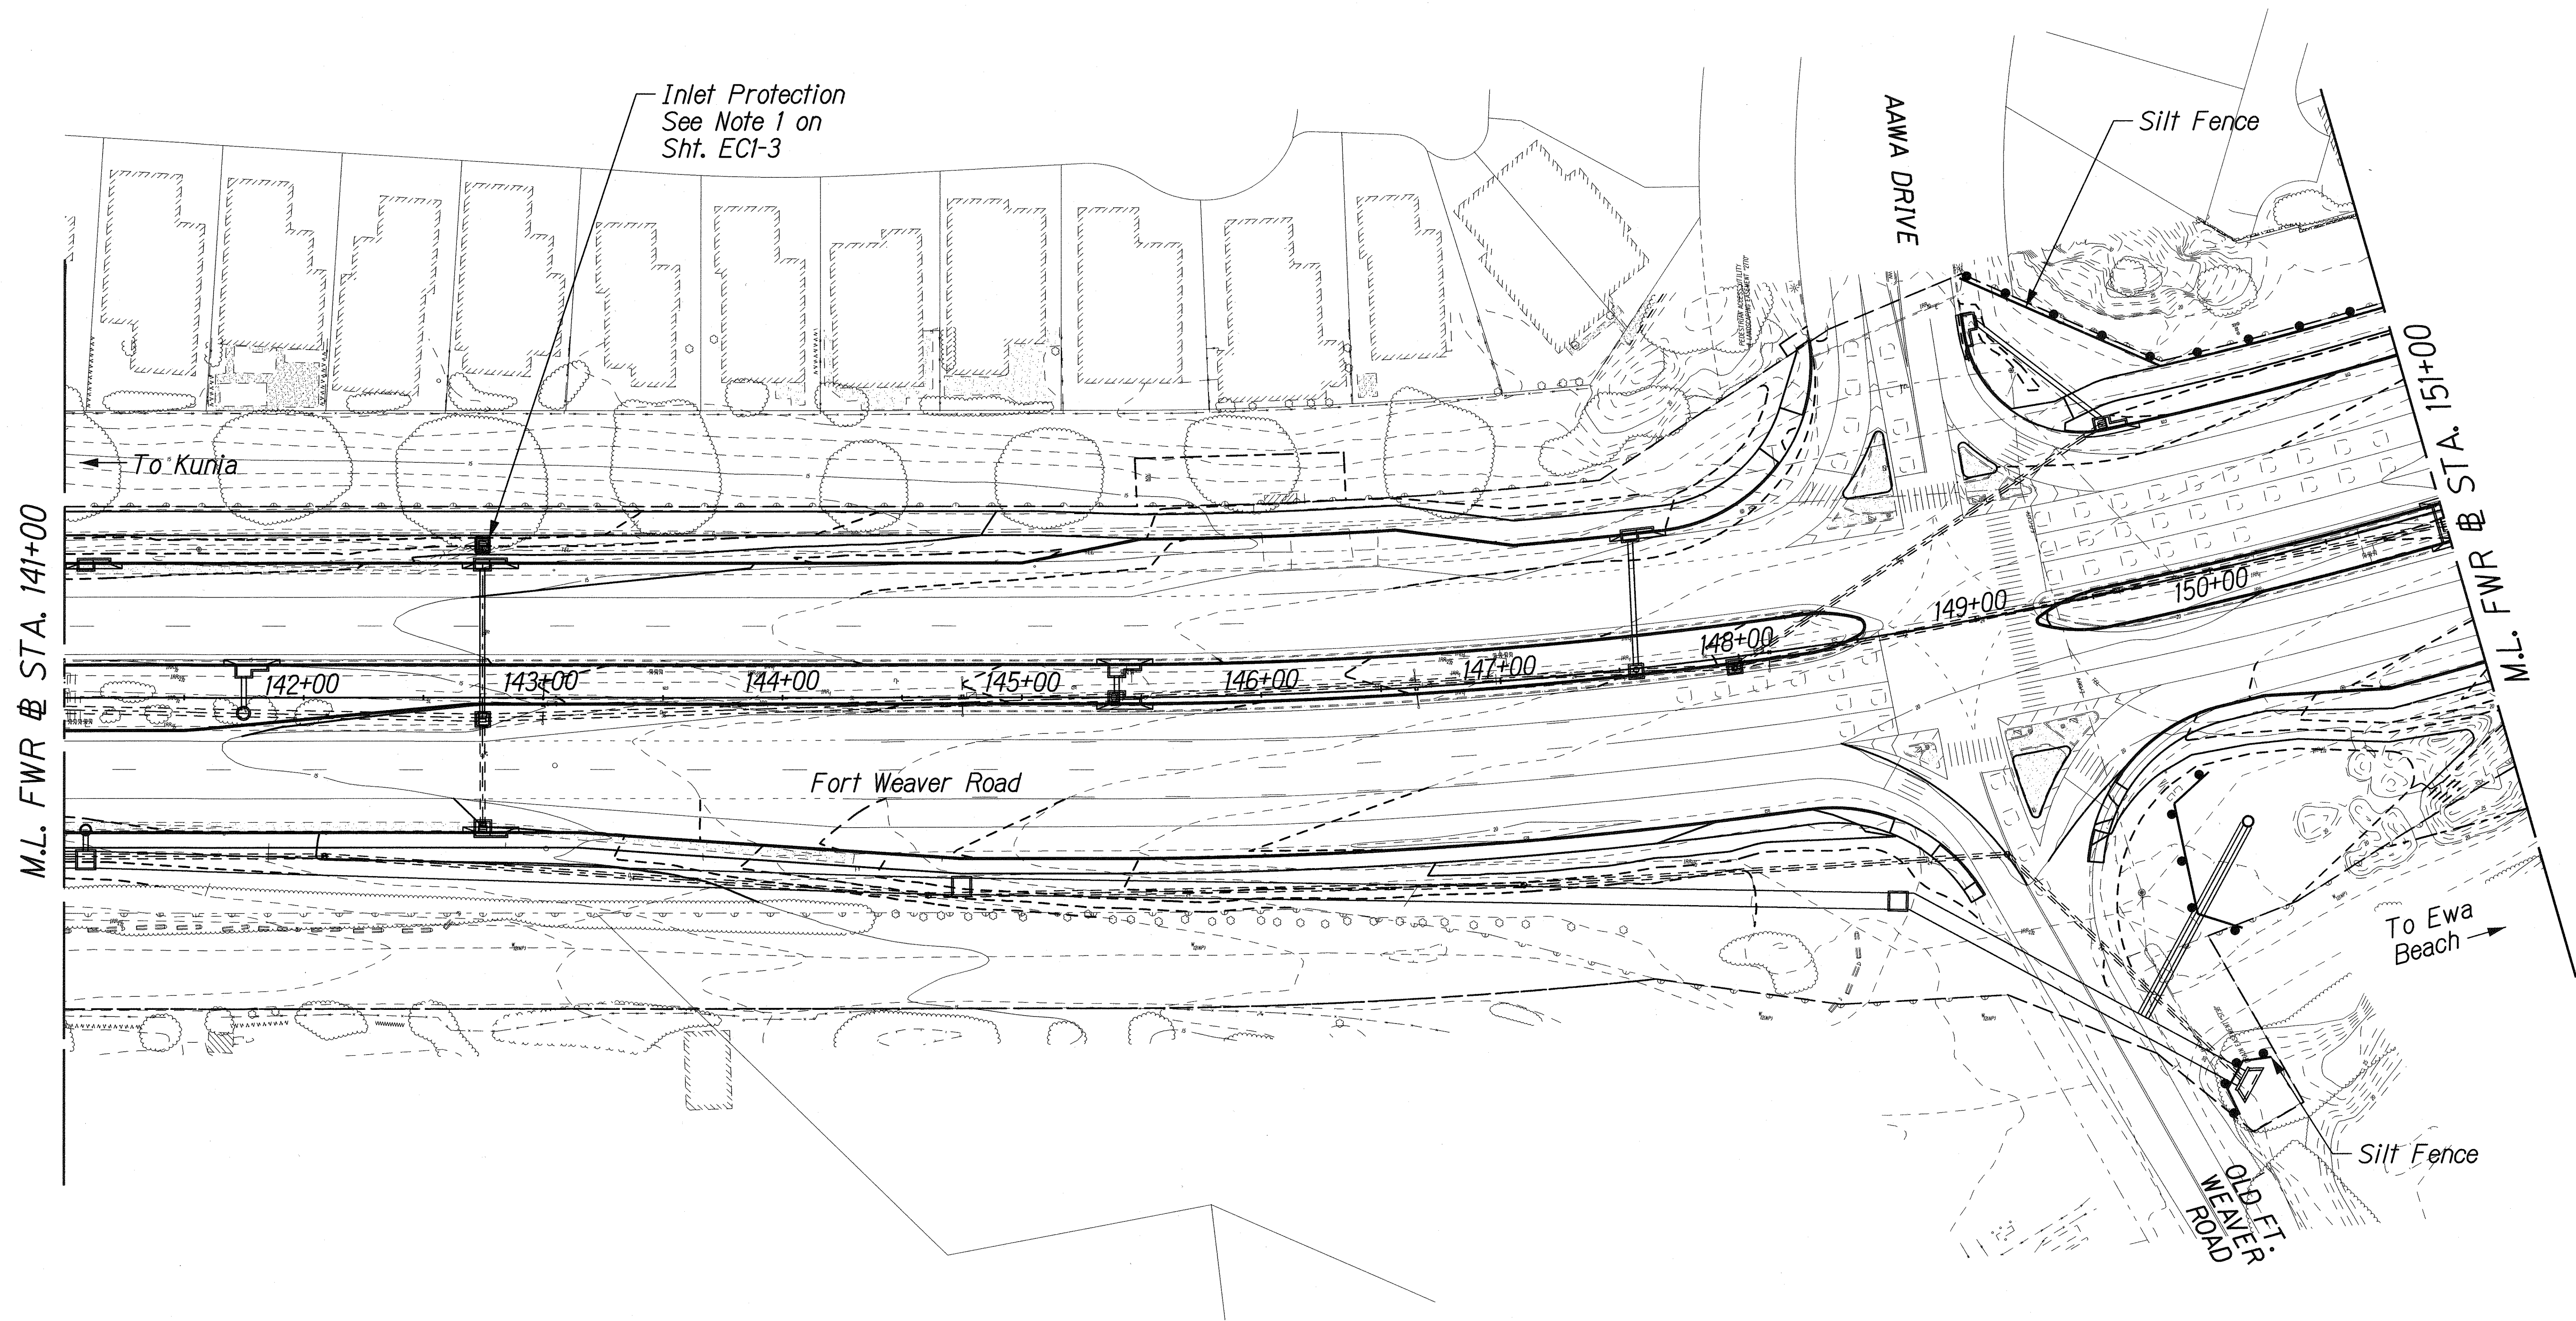 Inlet Protection
See Note 1 on
Sht. EC1-3
AAWA DRIVE
Silt Fence
To Kunia
M.L. FWR ℄ STA. 141+00
M.L. FWR ℄ STA. 151+00
142+00
143+00
144+00
145+00
146+00
147+00
148+00
149+00
150+00
Fort Weaver Road
To Ewa
Beach
Silt Fence
OLD FT.
WEAVER
ROAD